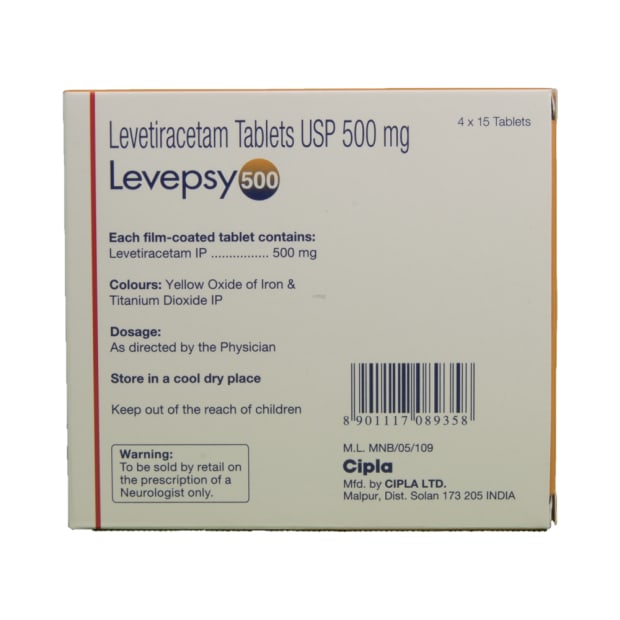 Levetiracetam Tablets USP 500 mg
4 x 15 Tablets
Levepsy 500
Each film-coated tablet contains:
Levetiracetam IP ................ 500 mg
Colours: Yellow Oxide of Iron &
Titanium Dioxide IP
Dosage:
As directed by the Physician
Store in a cool dry place
Keep out of the reach of children
Warning:
To be sold by retail on
the prescription of a
Neurologist only.
8 901117 089358
M.L. MNB/05/109
Cipla
Mfd. by CIPLA LTD.
Malpur, Dist. Solan 173 205 INDIA